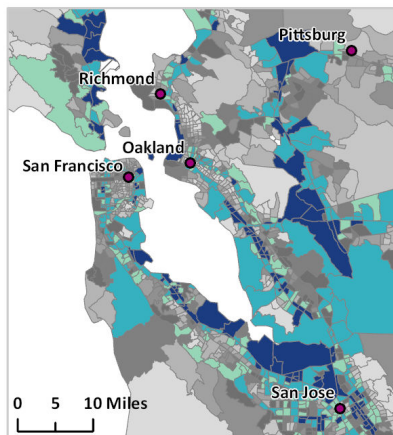 Pittsburg
Richmond
Oakland
San Francisco
San Jose
0 5 10 Miles